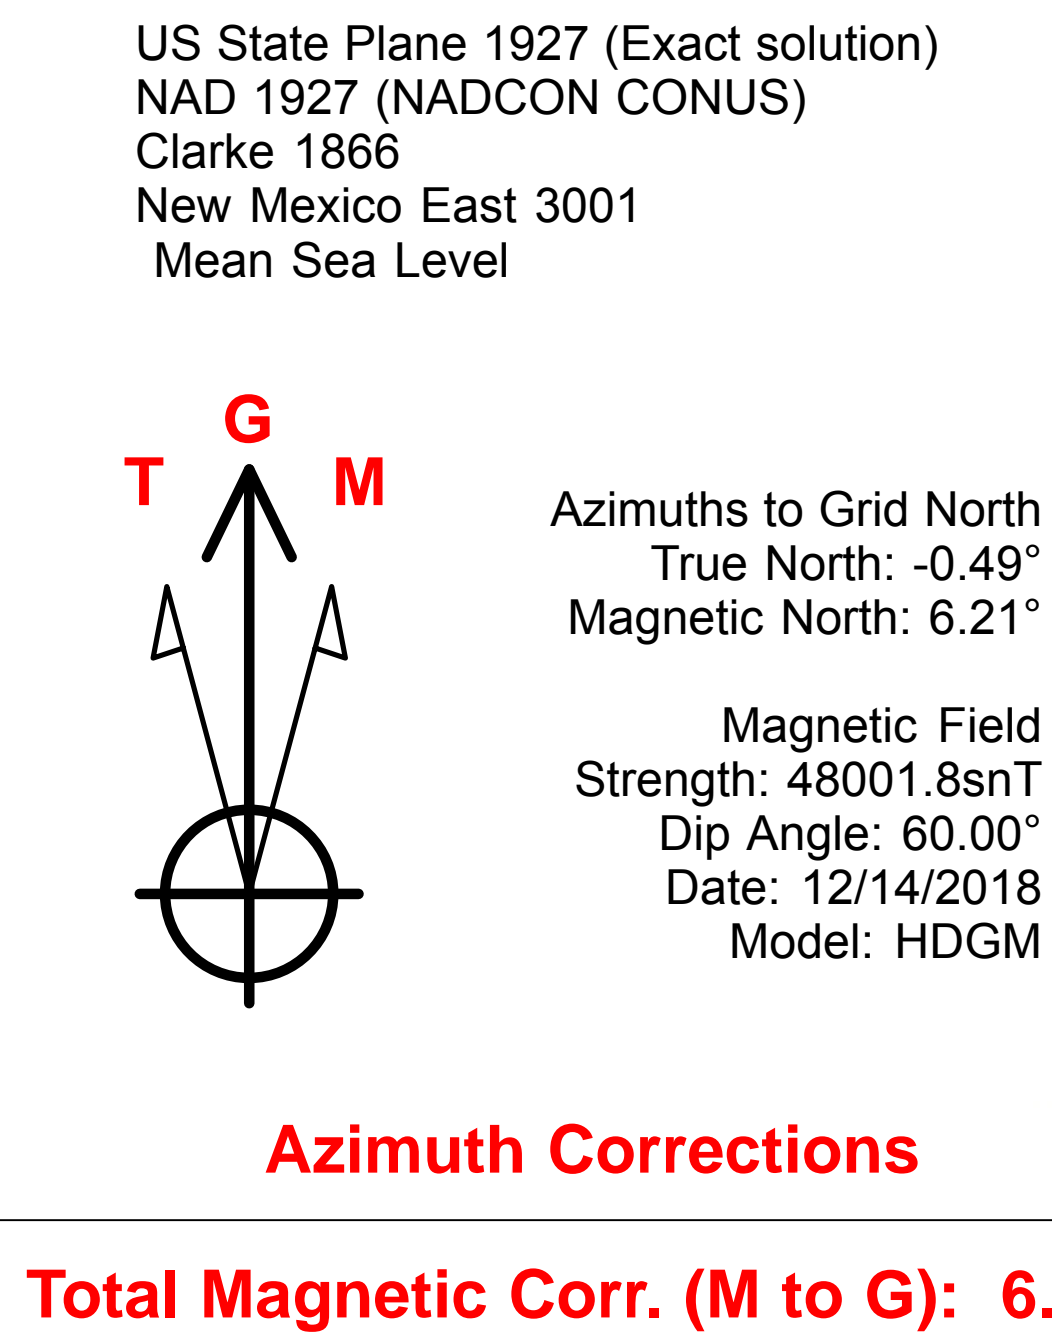 US State Plane 1927 (Exact solution)
NAD 1927 (NADCON CONUS)
Clarke 1866
New Mexico East 3001
Mean Sea Level
G
T M
Azimuths to Grid North
True North: -0.49°
Magnetic North: 6.21°
Magnetic Field
Strength: 48001.8snT
Dip Angle: 60.00°
Date: 12/14/2018
Model: HDGM
Azimuth Corrections
Total Magnetic Corr. (M to G): 6.